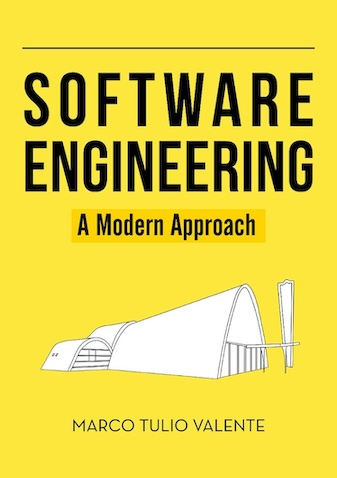 SOFTWARE
ENGINEERING
A Modern Approach
MARCO TULIO VALENTE